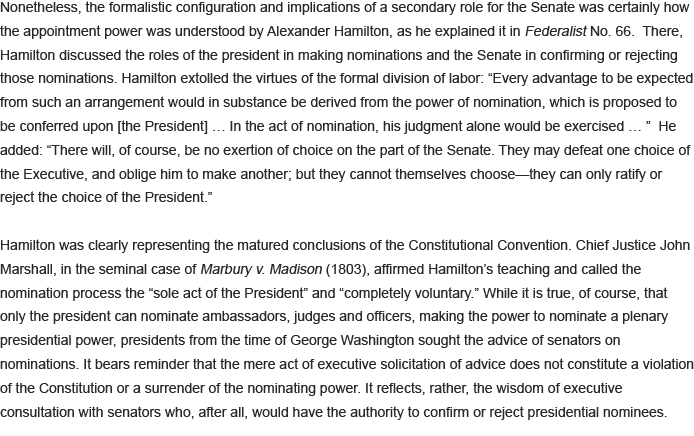 Nonetheless, the formalistic configuration and implications of a secondary role for the Senate was certainly how
the appointment power was understood by Alexander Hamilton, as he explained it in Federalist No. 66.  There,
Hamilton discussed the roles of the president in making nominations and the Senate in confirming or rejecting
those nominations. Hamilton extolled the virtues of the formal division of labor: “Every advantage to be expected
from such an arrangement would in substance be derived from the power of nomination, which is proposed to
be conferred upon [the President] … In the act of nomination, his judgment alone would be exercised … ”  He
added: “There will, of course, be no exertion of choice on the part of the Senate. They may defeat one choice of
the Executive, and oblige him to make another; but they cannot themselves choose—they can only ratify or
reject the choice of the President.”
Hamilton was clearly representing the matured conclusions of the Constitutional Convention. Chief Justice John
Marshall, in the seminal case of Marbury v. Madison (1803), affirmed Hamilton’s teaching and called the
nomination process the “sole act of the President” and “completely voluntary.” While it is true, of course, that
only the president can nominate ambassadors, judges and officers, making the power to nominate a plenary
presidential power, presidents from the time of George Washington sought the advice of senators on
nominations. It bears reminder that the mere act of executive solicitation of advice does not constitute a violation
of the Constitution or a surrender of the nominating power. It reflects, rather, the wisdom of executive
consultation with senators who, after all, would have the authority to confirm or reject presidential nominees.